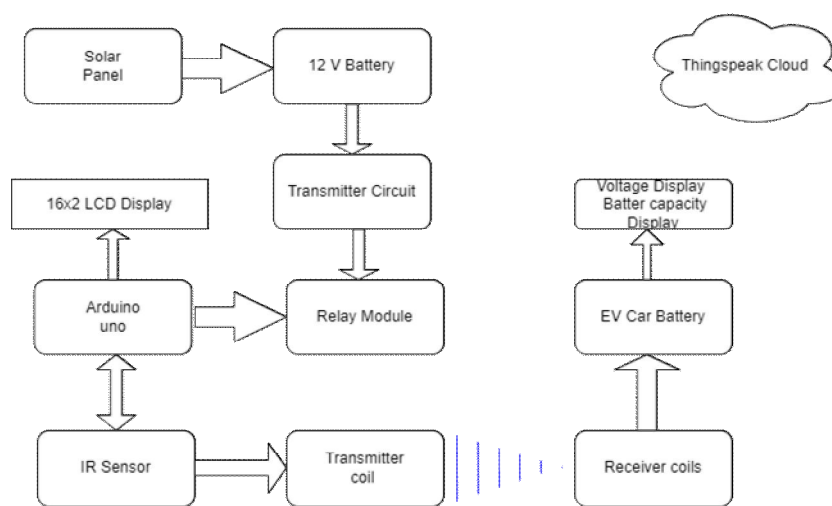 Solar
Panel
12 V Battery
Thingspeak Cloud
Transmitter Circuit
16x2 LCD Display
Voltage Display
Batter capacity
Display
Arduino
uno
Relay Module
EV Car Battery
IR Sensor
Transmitter
coil
Receiver coils